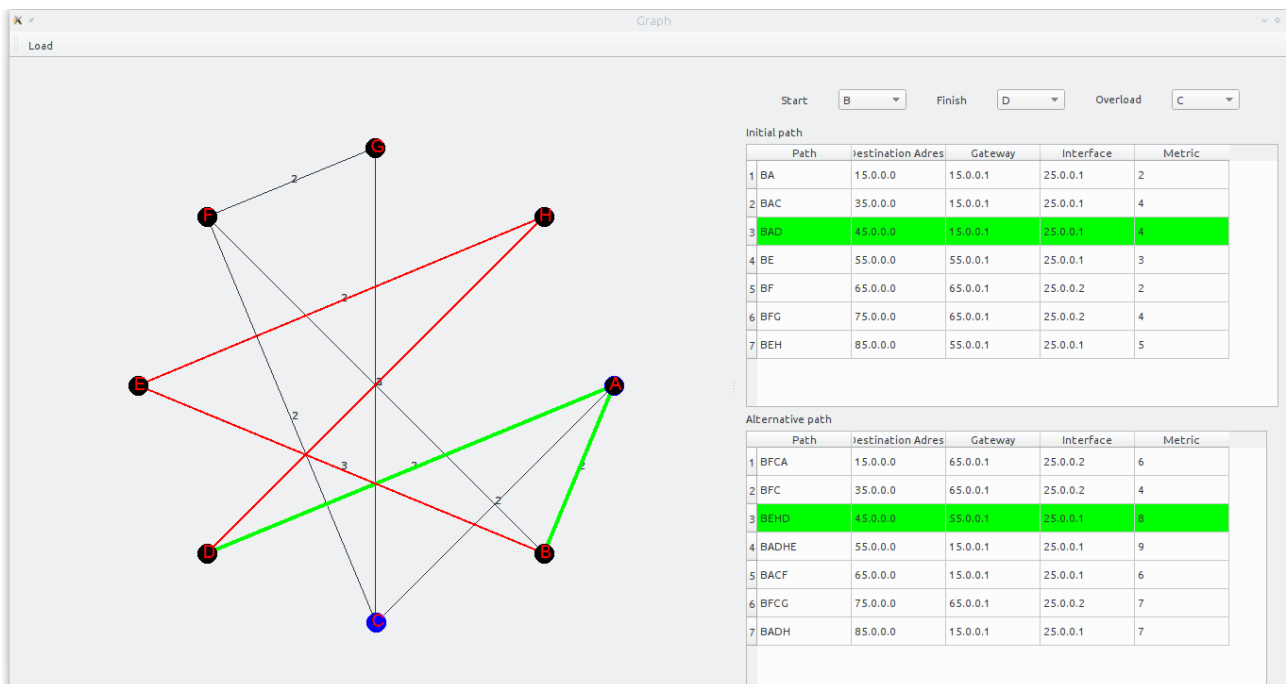 Graph
Load
Start B Finish D Overload C
Initial path
Path Destination Adres Gateway Interface Metric
1 BA 15.0.0.0 15.0.0.1 25.0.0.1 2
2 BAC 35.0.0.0 15.0.0.1 25.0.0.1 4
3 BAD 45.0.0.0 15.0.0.1 25.0.0.1 4
4 BE 55.0.0.0 55.0.0.1 25.0.0.1 3
5 BF 65.0.0.0 65.0.0.1 25.0.0.2 2
6 BFG 75.0.0.0 65.0.0.1 25.0.0.2 4
7 BEH 85.0.0.0 55.0.0.1 25.0.0.1 5
Alternative path
Path Destination Adres Gateway Interface Metric
1 BFCA 15.0.0.0 65.0.0.1 25.0.0.2 6
2 BFC 35.0.0.0 65.0.0.1 25.0.0.2 4
3 BEHD 45.0.0.0 55.0.0.1 25.0.0.1 8
4 BADHE 55.0.0.0 15.0.0.1 25.0.0.1 9
5 BACF 65.0.0.0 15.0.0.1 25.0.0.1 6
6 BFCG 75.0.0.0 65.0.0.1 25.0.0.2 7
7 BADH 85.0.0.0 15.0.0.1 25.0.0.1 7
G
2
F
H
2
3
E
A
2
3 2 2
2
D
B
C